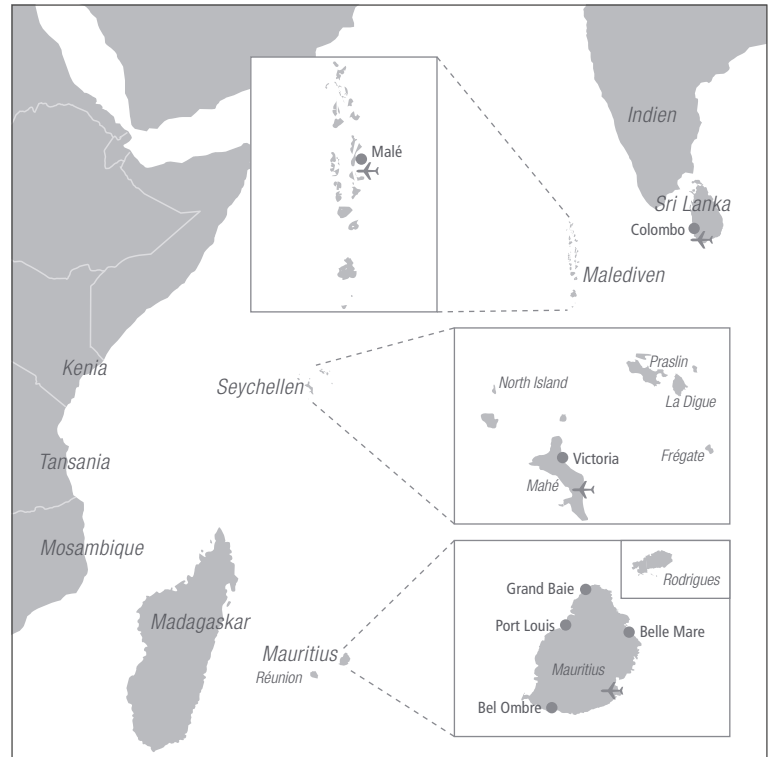 Indien
Malé
Sri Lanka
Colombo
Malediven
Kenia
Seychellen
North Island
Praslin
La Digue
Frégate
Victoria
Mahé
Tansania
Mosambique
Madagaskar
Mauritius
Réunion
Rodrigues
Grand Baie
Port Louis
Belle Mare
Mauritius
Bel Ombre